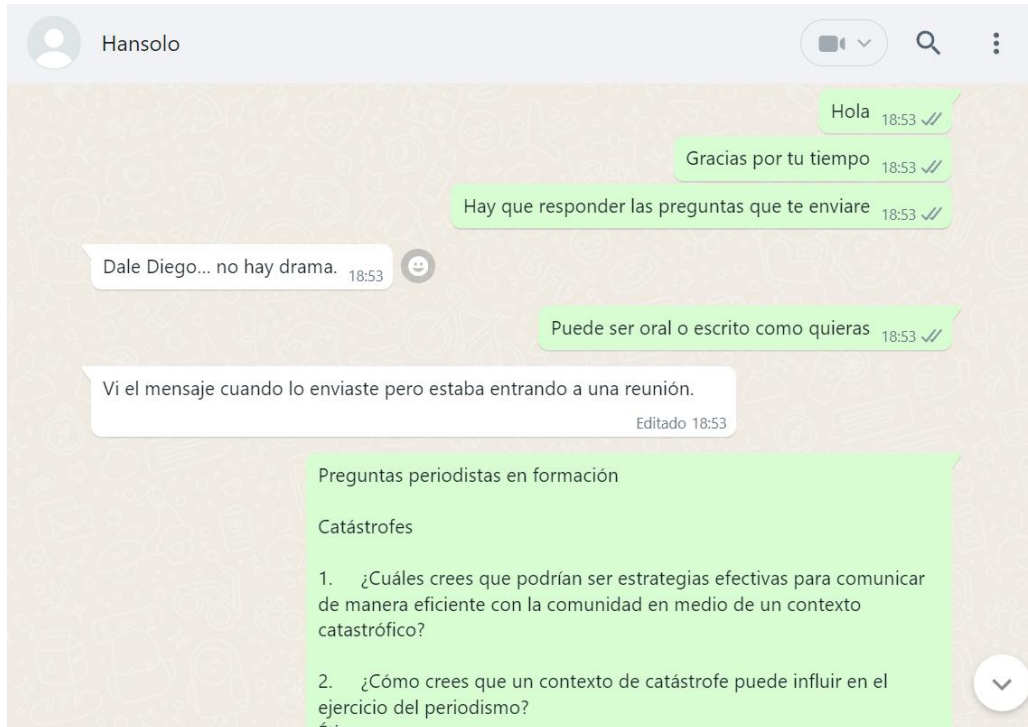 Hansolo
Hola 18:53
Gracias por tu tiempo 18:53
Hay que responder las preguntas que te enviare 18:53
Dale Diego... no hay drama. 18:53
Puede ser oral o escrito como quieras 18:53
Vi el mensaje cuando lo enviaste pero estaba entrando a una reunión.
Editado 18:53
Preguntas periodistas en formación
Catástrofes
1. ¿Cuáles crees que podrían ser estrategias efectivas para comunicar
de manera eficiente con la comunidad en medio de un contexto
catastrófico?
2. ¿Cómo crees que un contexto de catástrofe puede influir en el
ejercicio del periodismo?